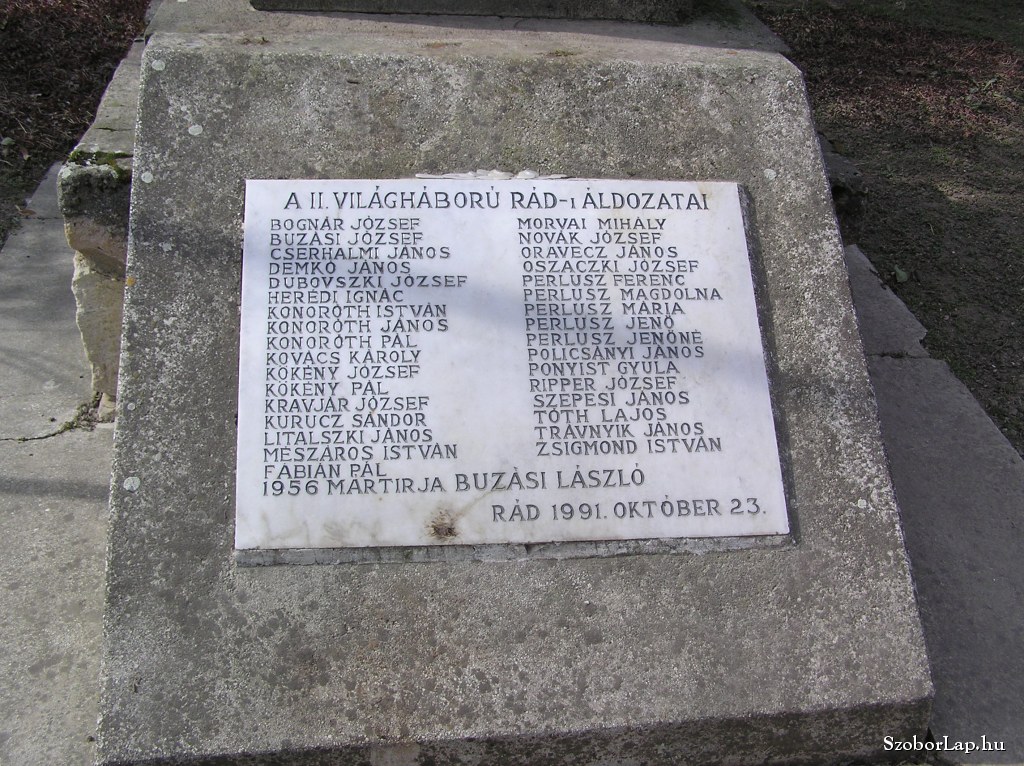 A II. VILÁGHÁBORÚ RÁD-I ÁLDOZATAI
BOGNÁR JÓZSEF
BUZÁSI JÓZSEF
CSERHALMI JÁNOS
DEMKÓ JÁNOS
DUBOVSZKI JÓZSEF
HERÉDI IGNÁC
KONORÓTH ISTVÁN
KONORÓTH JÁNOS
KONORÓTH PÁL
KOVÁCS KÁROLY
KÖKÉNY JÓZSEF
KÖKÉNY PÁL
KRAVJÁR JÓZSEF
KURUCZ SÁNDOR
LITALSZKI JÁNOS
MÉSZÁROS ISTVÁN
FÁBIÁN PÁL
MORVAI MIHÁLY
NOVÁK JÓZSEF
ORAVECZ JÁNOS
OSZACZKI JÓZSEF
PERLUSZ FERENC
PERLUSZ MAGDOLNA
PERLUSZ MÁRIA
PERLUSZ JENŐ
PERLUSZ JENŐNÉ
POLICSÁNYI JÁNOS
PONYIST GYULA
RIPPER JÓZSEF
SZEPESI JÁNOS
TÓTH LAJOS
TRÁVNYIK JÁNOS
ZSIGMOND ISTVÁN
1956 MÁRTIRJA BUZÁSI LÁSZLÓ
RÁD 1991. OKTÓBER 23.
SzoborLap.hu